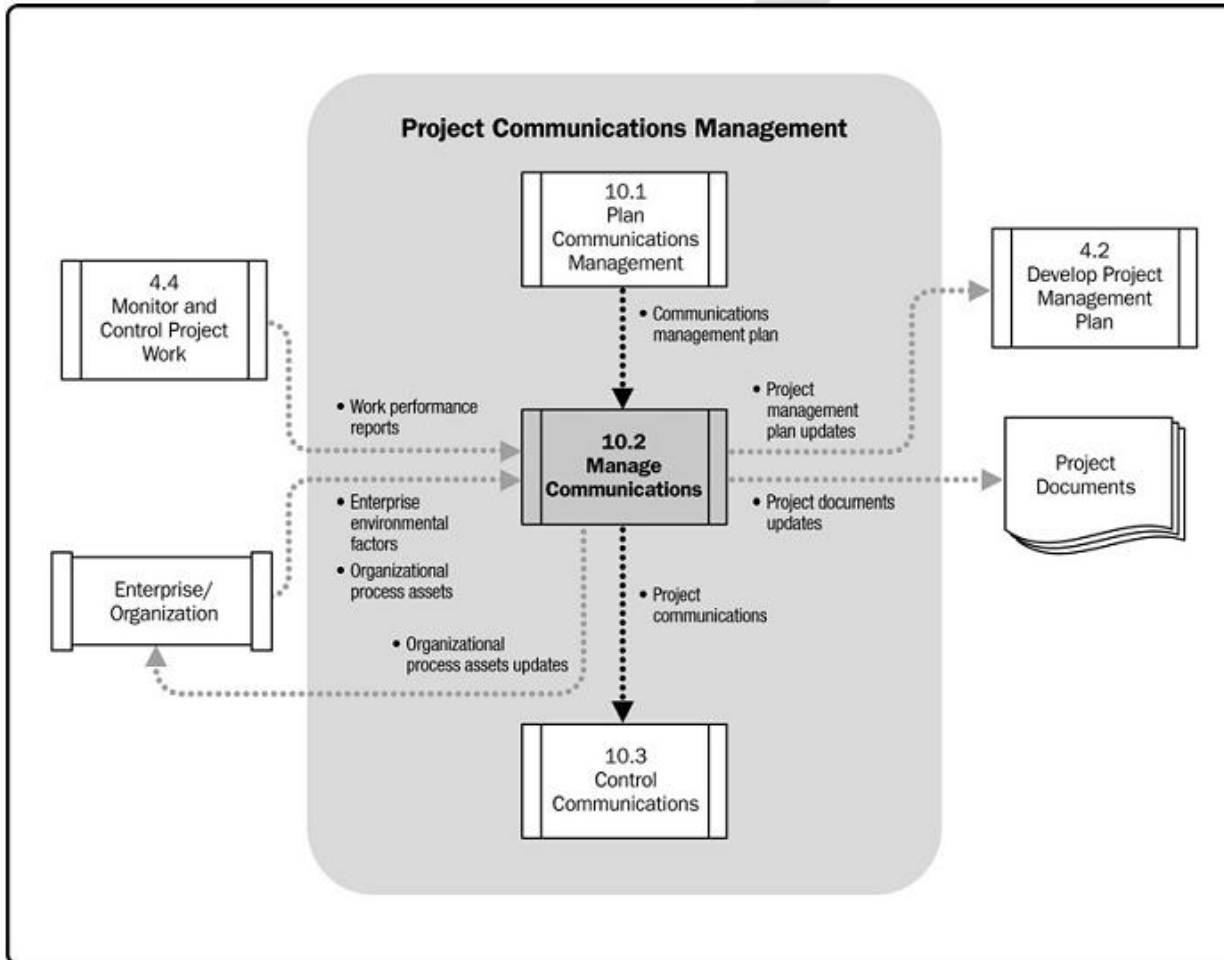 Project Communications Management
10.1
Plan
Communications
Management
4.2
Develop Project
Management
Plan
4.4
Monitor and
Control Project
Work
• Communications
management plan
• Work performance
reports
• Project
management
plan updates
10.2
Manage
Communications
Project
Documents
• Enterprise
environmental
factors
• Organizational
process assets
• Project documents
updates
Enterprise/
Organization
• Project
communications
• Organizational
process assets updates
10.3
Control
Communications